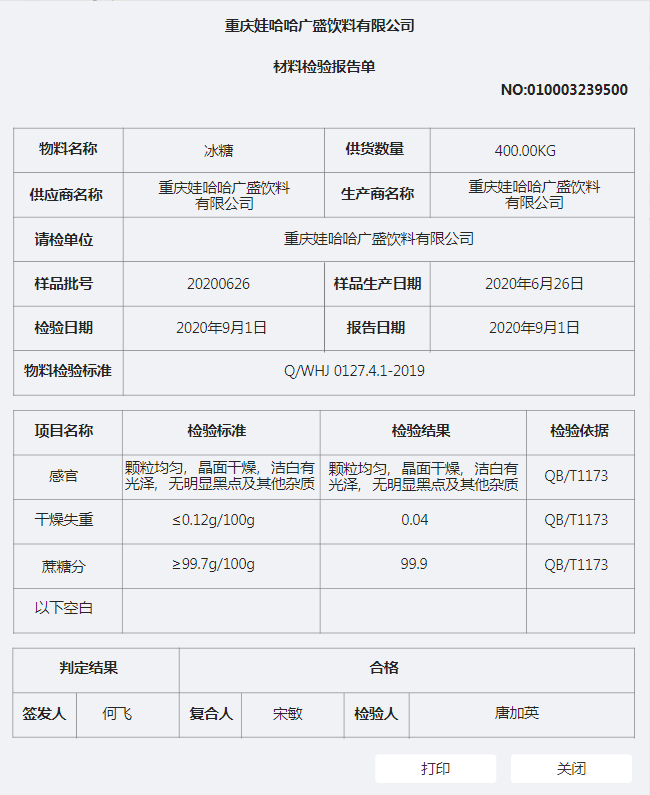 重庆娃哈哈广盛饮料有限公司
材料检验报告单
NO:010003239500
物料名称 冰糖 供货数量 400.00KG
供应商名称 重庆娃哈哈广盛饮料 生产商名称 重庆娃哈哈广盛饮料
有限公司 有限公司
请检单位 重庆娃哈哈广盛饮料有限公司
样品批号 20200626 样品生产日期 2020年6月26日
检验日期 2020年9月1日 报告日期 2020年9月1日
物料检验标准 Q/WHJ 0127.4.1-2019
项目名称 检验标准 检验结果 检验依据
感官 颗粒均匀，晶面干燥，洁白有 颗粒均匀，晶面干燥，洁白有 QB/T1173
光泽，无明显黑点及其他杂质 光泽，无明显黑点及其他杂质
干燥失重 ≤0.12g/100g 0.04 QB/T1173
蔗糖分 ≥99.7g/100g 99.9 QB/T1173
以下空白
判定结果 合格
签发人 何飞 复合人 宋敏 检验人 唐加英
打印 关闭